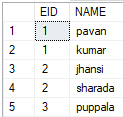 EID NAME
1 1 pavan
2 1 kumar
3 2 jhansi
4 2 sharada
5 3 puppala